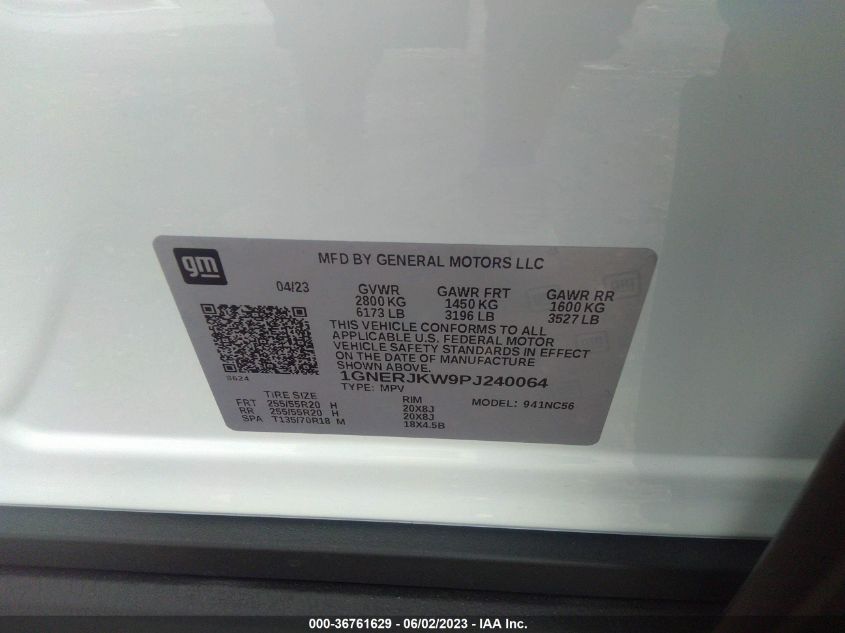 gm
MFD BY GENERAL MOTORS LLC
04/23
GVWR GAWR FRT GAWR RR
2800 KG 1450 KG 1600 KG
6173 LB 3196 LB 3527 LB
THIS VEHICLE CONFORMS TO ALL
APPLICABLE U.S. FEDERAL MOTOR
VEHICLE SAFETY STANDARDS IN EFFECT
ON THE DATE OF MANUFACTURE
SHOWN ABOVE.
1GNERJKW9PJ240064
TYPE: MPV
MODEL: 941NC56
TIRE SIZE RIM
FRT 255/55R20 H 20X8J
RR 255/55R20 H 20X8J
SPA T135/70R18 M 18X4.5B
000-36761629 - 06/02/2023 - IAA Inc.